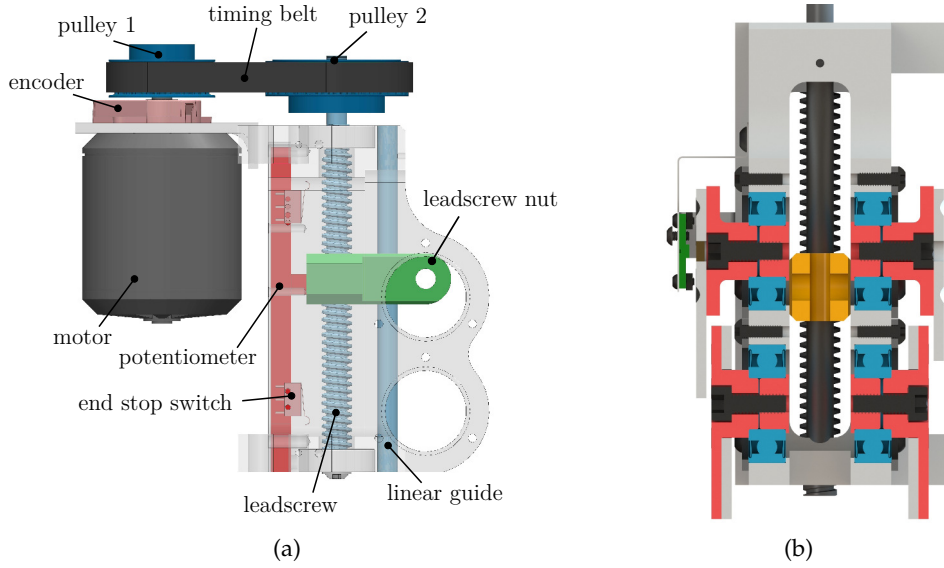 timing belt
pulley 1
pulley 2
encoder
leadscrew nut
motor
potentiometer
end stop switch
leadscrew
linear guide
(a)
(b)